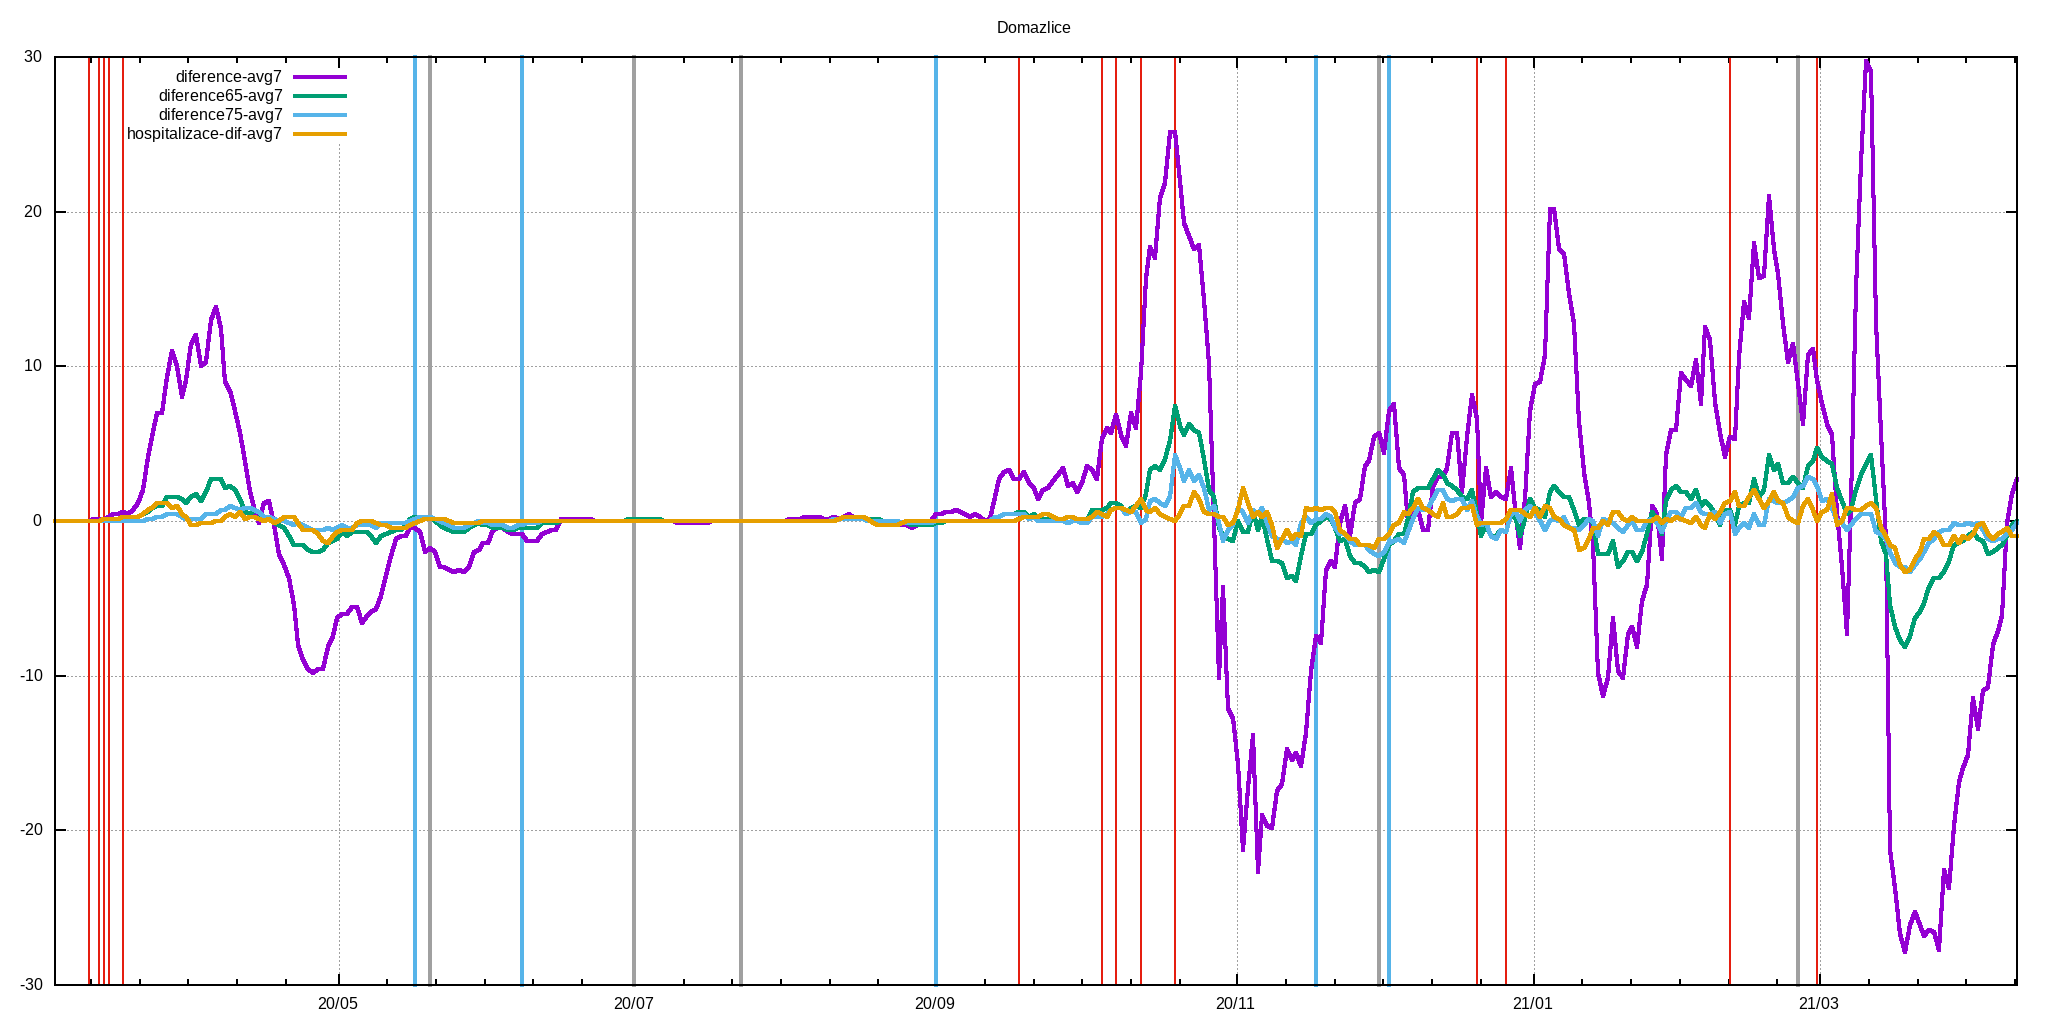 Domazlice
diference-avg7
diference65-avg7
diference75-avg7
hospitalizace-dif-avg7
30
20
10
0
-10
-20
-30
20/05 20/07 20/09 20/11 21/01 21/03